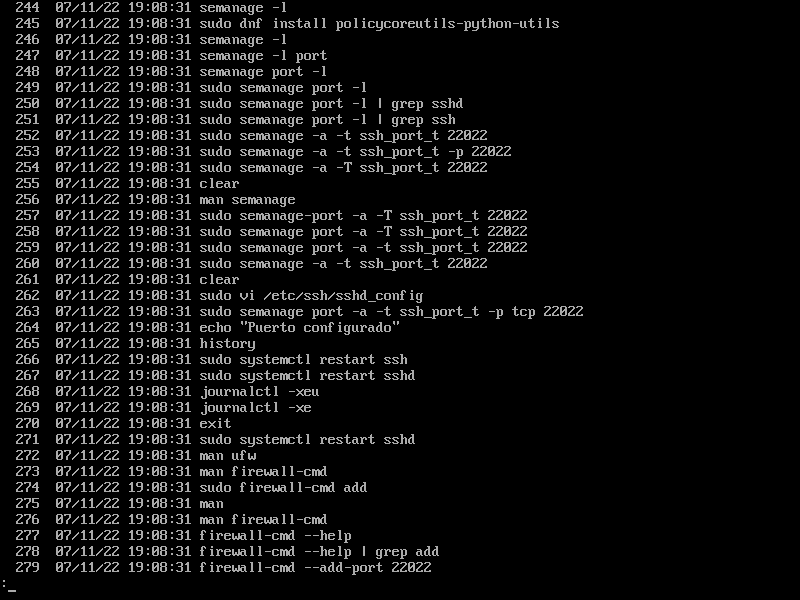 244 07/11/22 19:08:31 semanage -l
245 07/11/22 19:08:31 sudo dnf install policycoreutils-python-utils
246 07/11/22 19:08:31 semanage -l
247 07/11/22 19:08:31 semanage -l port
248 07/11/22 19:08:31 semanage port -l
249 07/11/22 19:08:31 sudo semanage port -l
250 07/11/22 19:08:31 sudo semanage port -l | grep sshd
251 07/11/22 19:08:31 sudo semanage port -l | grep ssh
252 07/11/22 19:08:31 sudo semanage -a -t ssh_port_t 22022
253 07/11/22 19:08:31 sudo semanage -a -t ssh_port_t -p 22022
254 07/11/22 19:08:31 sudo semanage -a -T ssh_port_t 22022
255 07/11/22 19:08:31 clear
256 07/11/22 19:08:31 man semanage
257 07/11/22 19:08:31 sudo semanage-port -a -T ssh_port_t 22022
258 07/11/22 19:08:31 sudo semanage port -a -T ssh_port_t 22022
259 07/11/22 19:08:31 sudo semanage port -a -t ssh_port_t 22022
260 07/11/22 19:08:31 sudo semanage -a -t ssh_port_t 22022
261 07/11/22 19:08:31 clear
262 07/11/22 19:08:31 sudo vi /etc/ssh/sshd_config
263 07/11/22 19:08:31 sudo semanage port -a -t ssh_port_t -p tcp 22022
264 07/11/22 19:08:31 echo "Puerto configurado"
265 07/11/22 19:08:31 history
266 07/11/22 19:08:31 sudo systemctl restart ssh
267 07/11/22 19:08:31 sudo systemctl restart sshd
268 07/11/22 19:08:31 journalctl -xeu
269 07/11/22 19:08:31 journalctl -xe
270 07/11/22 19:08:31 exit
271 07/11/22 19:08:31 sudo systemctl restart sshd
272 07/11/22 19:08:31 man ufw
273 07/11/22 19:08:31 man firewall-cmd
274 07/11/22 19:08:31 sudo firewall-cmd add
275 07/11/22 19:08:31 man
276 07/11/22 19:08:31 man firewall-cmd
277 07/11/22 19:08:31 firewall-cmd --help
278 07/11/22 19:08:31 firewall-cmd --help | grep add
279 07/11/22 19:08:31 firewall-cmd --add-port 22022
:_